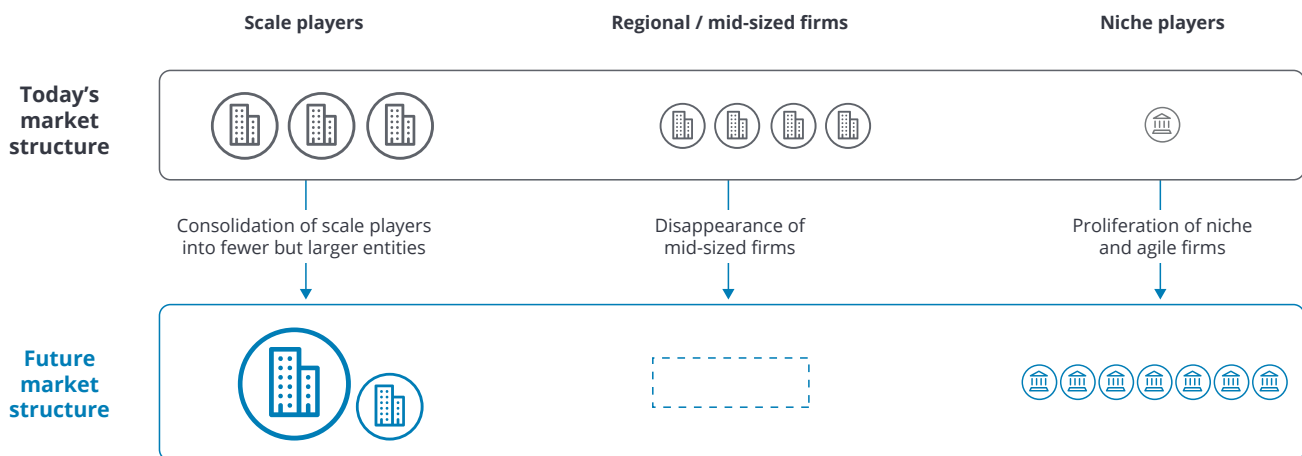 Scale players
Regional / mid-sized firms
Niche players
Today’s
market
structure
Consolidation of scale players
into fewer but larger entities
Disappearance of
mid-sized firms
Proliferation of niche
and agile firms
Future
market
structure